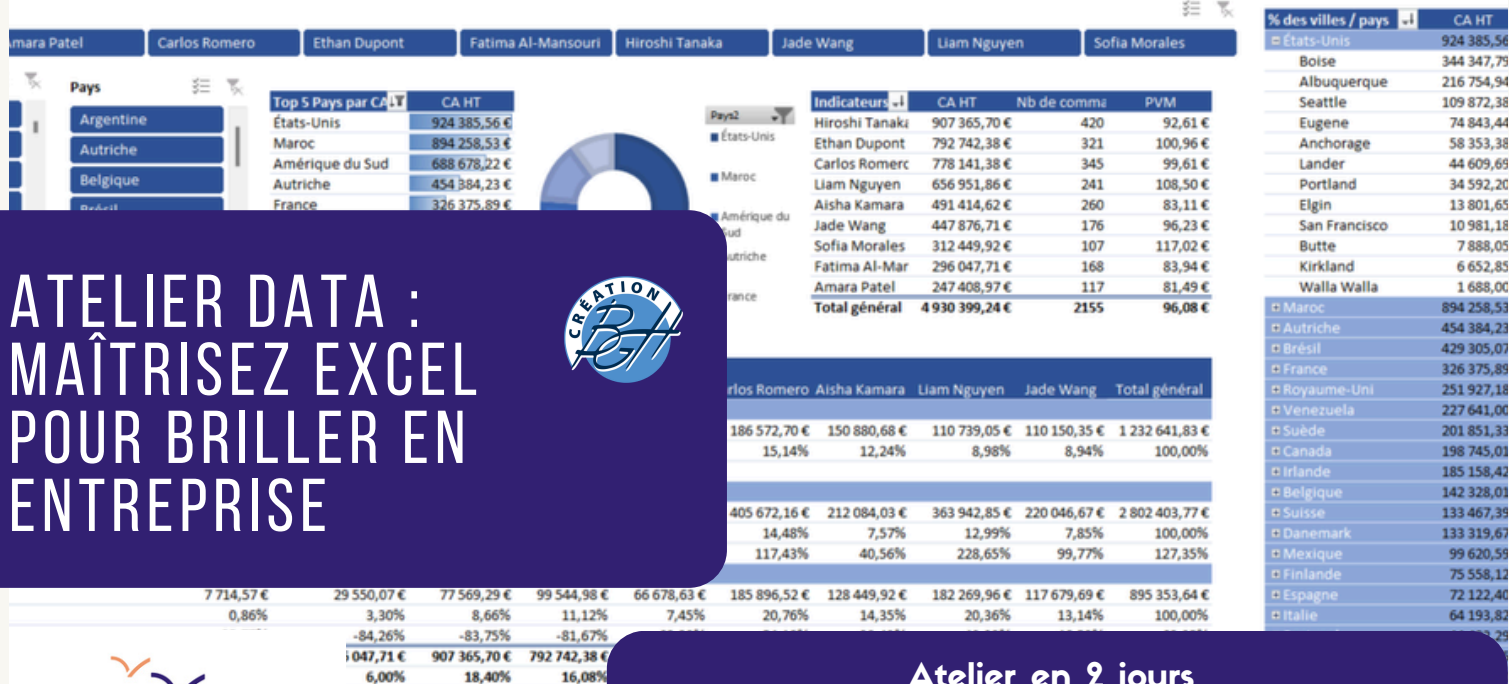 Patel Carlos Romero Ethan Dupont Fatima Al-Mansouri Hiroshi Tanaka Jade Wang Liam Nguyen Sofia Morales
Pays
Argentine
Autriche
Belgique
Brésil
Top 5 Pays par CA CA HT
États-Unis 924 385,56 €
Maroc 894 258,53 €
Amérique du Sud 688 678,22 €
Autriche 454 384,23 €
France 326 375,89 €
Pays2
États-Unis
Maroc
Amérique du
Indicateurs CA HT Nb de comma PVM
Hiroshi Tanaka 907 365,70 € 420 92,61 €
Ethan Dupont 792 742,38 € 321 100,96 €
Carlos Romerc 778 141,38 € 345 99,61 €
Liam Nguyen 656 951,86 € 241 108,50 €
Aisha Kamara 491 414,62 € 260 83,11 €
Jade Wang 447 876,71 € 176 96,23 €
Sofia Morales 312 449,92 € 107 117,02 €
Fatima Al-Mar 296 047,71 € 168 83,94 €
Amara Patel 247 408,97 € 117 81,49 €
Total général 4 930 399,24 € 2155 96,08 €
% des villes / pays CA HT
États-Unis 924 385,56
Boise 344 347,79
Albuquerque 216 754,94
Seattle 109 872,38
Eugene 74 843,44
Anchorage 58 353,38
Lander 44 609,69
Portland 34 592,20
Elgin 13 801,65
San Francisco 10 981,18
Butte 7 888,05
Kirkland 6 652,85
Walla Walla 1 688,00
Maroc 894 258,53
Autriche 454 384,23
Brésil 429 305,07
France 326 375,89
Royaume-Uni 251 927,18
Venezuela 227 641,00
Suède 201 851,33
Canada 198 745,01
Irlande 185 158,42
Belgique 142 328,01
Suisse 133 467,39
Danemark 133 319,67
Mexique 99 620,59
Finlande 75 558,12
Espagne 72 122,40
Italie 64 193,82
ATELIER DATA :
MAÎTRISEZ EXCEL
POUR BRILLER EN
ENTREPRISE
CRÉATION
BGH
Romero Aisha Kamara Liam Nguyen Jade Wang Total général
186 572,70 € 150 880,68 € 110 739,05 € 110 150,35 € 1 232 641,83 €
15,14% 12,24% 8,98% 8,94% 100,00%
405 672,16 € 212 084,03 € 363 942,85 € 220 046,67 € 2 802 403,77 €
14,48% 7,57% 12,99% 7,85% 100,00%
117,43% 40,56% 228,65% 99,77% 127,35%
7 714,57 € 29 550,07 € 77 569,29 € 99 544,98 € 66 678,63 € 185 896,52 € 128 449,92 € 182 269,96 € 117 679,69 € 895 353,64 €
0,86% 3,30% 8,66% 11,12% 7,45% 20,76% 14,35% 20,36% 13,14% 100,00%
-84,26% -83,75% -81,67%
047,71 € 907 365,70 € 792 742,38 €
6,00% 18,40% 16,08%
Atelier en 2 jours